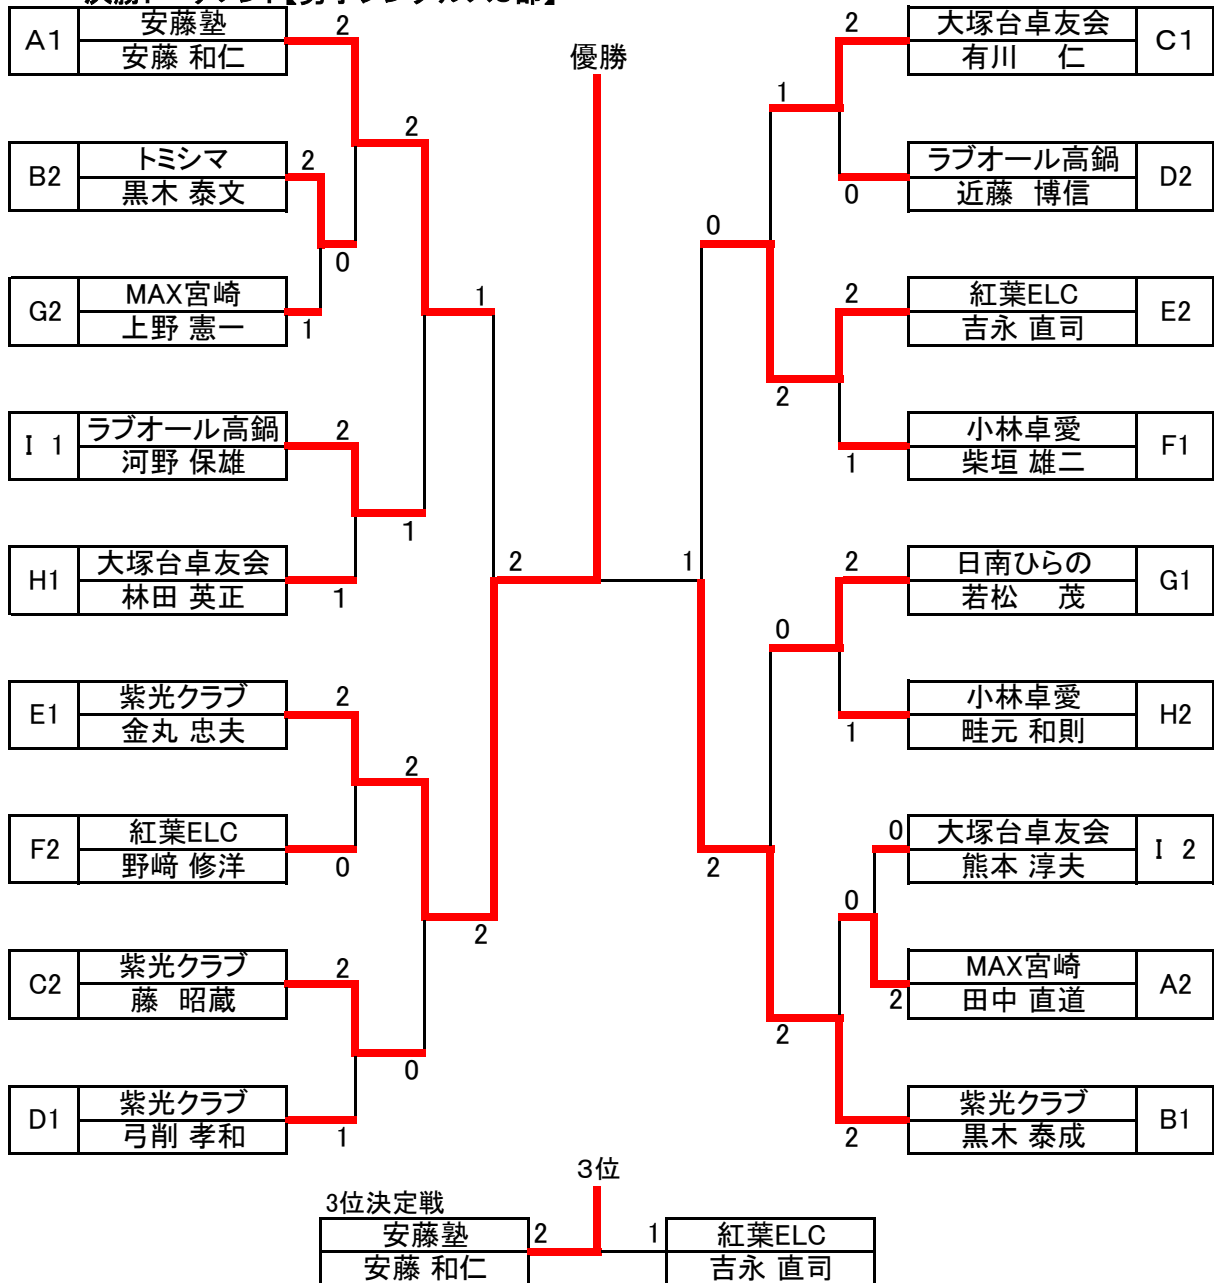 A1
安藤塾
安藤 和仁
2
B2
トミシマ
黒木 泰文
2
0
G2
MAX宮崎
上野 憲一
1
2
I 1
ラブオール高鍋
河野 保雄
2
1
H1
大塚台卓友会
林田 英正
1
1
E1
紫光クラブ
金丸 忠夫
2
2
F2
紅葉ELC
野﨑 修洋
0
2
C2
紫光クラブ
藤 昭蔵
2
0
D1
紫光クラブ
弓削 孝和
1
優勝
2
1
2
大塚台卓友会
有川 仁
C1
1
ラブオール高鍋
近藤 博信
D2
0
0
2
紅葉ELC
吉永 直司
E2
2
小林卓愛
柴垣 雄二
F1
1
2
日南ひらの
若松 茂
G1
0
小林卓愛
畦元 和則
H2
1
2
0
大塚台卓友会
熊本 淳夫
I 2
0
MAX宮崎
田中 直道
A2
2
2
紫光クラブ
黒木 泰成
B1
2
3位
3位決定戦
安藤塾
安藤 和仁
2
1
紅葉ELC
吉永 直司